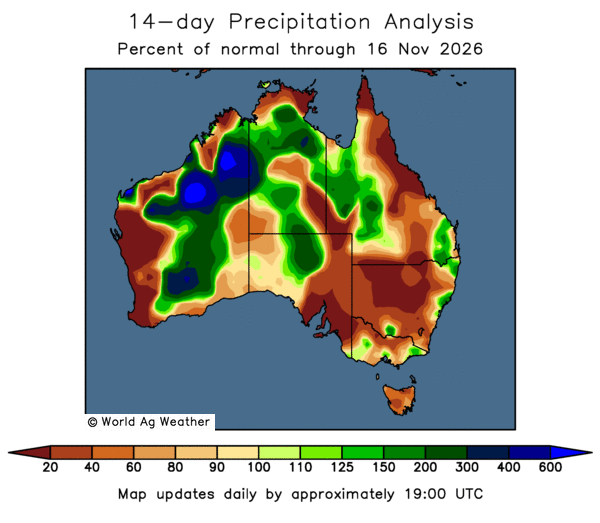 14-day Precipitation Analysis
Percent of normal through 16 Nov 2026
© World Ag Weather
20 40 60 80 90 100 110 125 150 200 300 400 600
Map updates daily by approximately 19:00 UTC